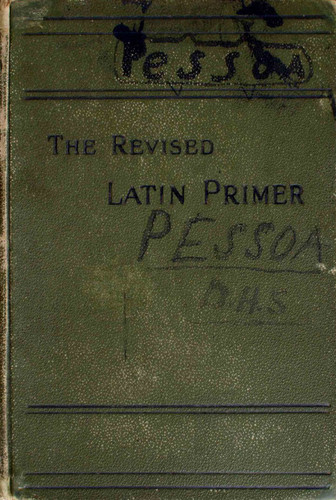 PESSOA
THE REVISED
LATIN PRIMER
PESSOA
D.H.S